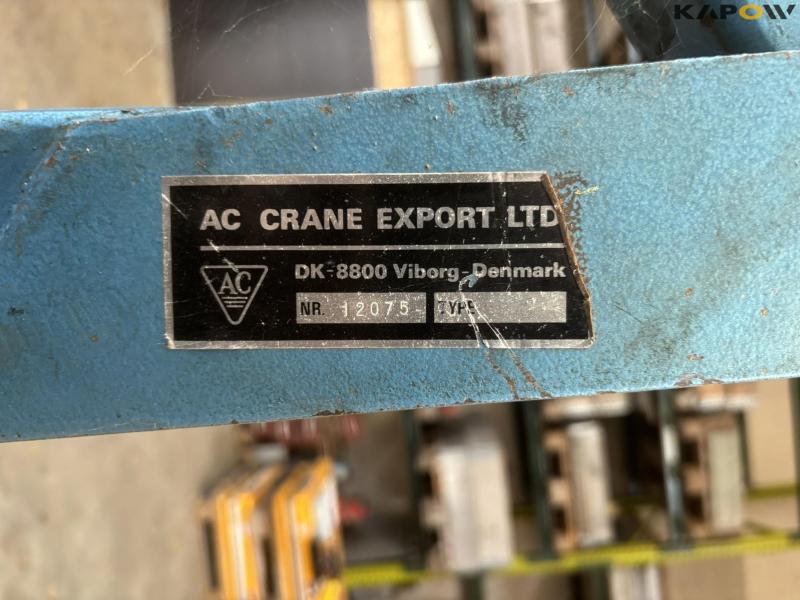 KAPOW
AC CRANE EXPORT LTD
AC
DK-8800 Viborg-Denmark
NR. 12075 TYPE